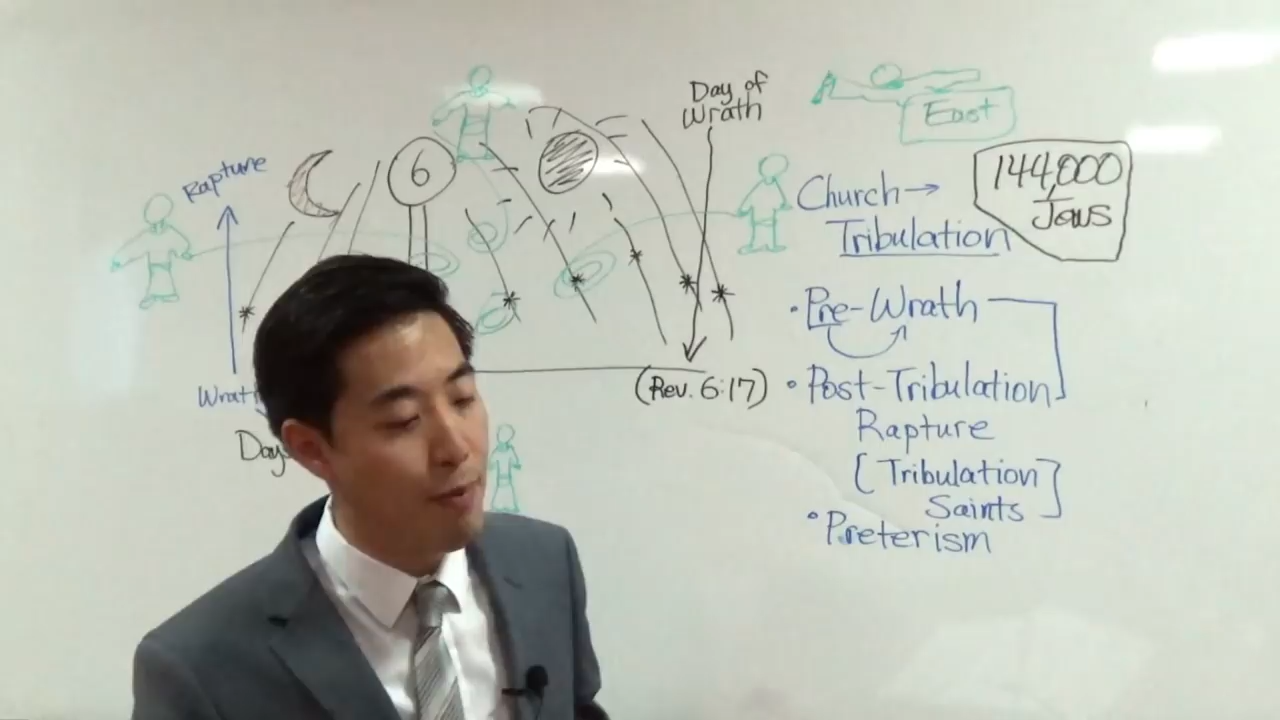 Rapture
6
Day of
Wrath
East
Church→
Tribulation
144,000
Jews
• Pre-Wrath
(Rev. 6:17)
• Post-Tribulation
Rapture
[Tribulation
Saints]
• Preterism